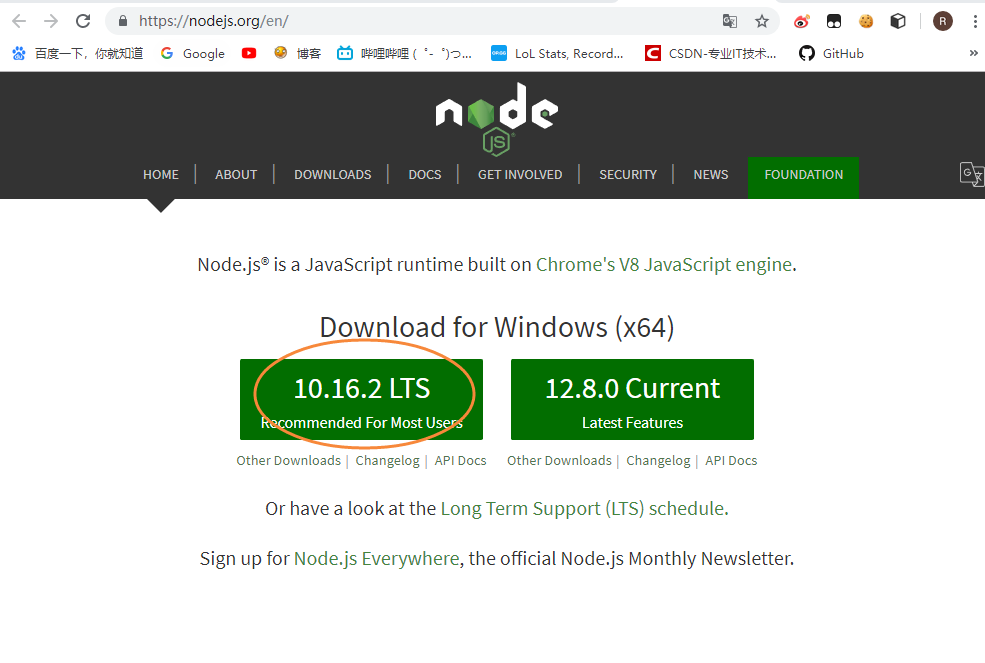 https://nodejs.org/en/
R
百度一下，你就知道 Google 博客 哔哩哔哩 ( ゜- ゜)つ... LoL Stats, Record... CSDN-专业IT技术... GitHub »
node
JS
HOME | ABOUT | DOWNLOADS | DOCS | GET INVOLVED | SECURITY | NEWS FOUNDATION
Node.js® is a JavaScript runtime built on Chrome's V8 JavaScript engine.
Download for Windows (x64)
10.16.2 LTS
Recommended For Most Users
12.8.0 Current
Latest Features
Other Downloads | Changelog | API Docs
Other Downloads | Changelog | API Docs
Or have a look at the Long Term Support (LTS) schedule.
Sign up for Node.js Everywhere, the official Node.js Monthly Newsletter.